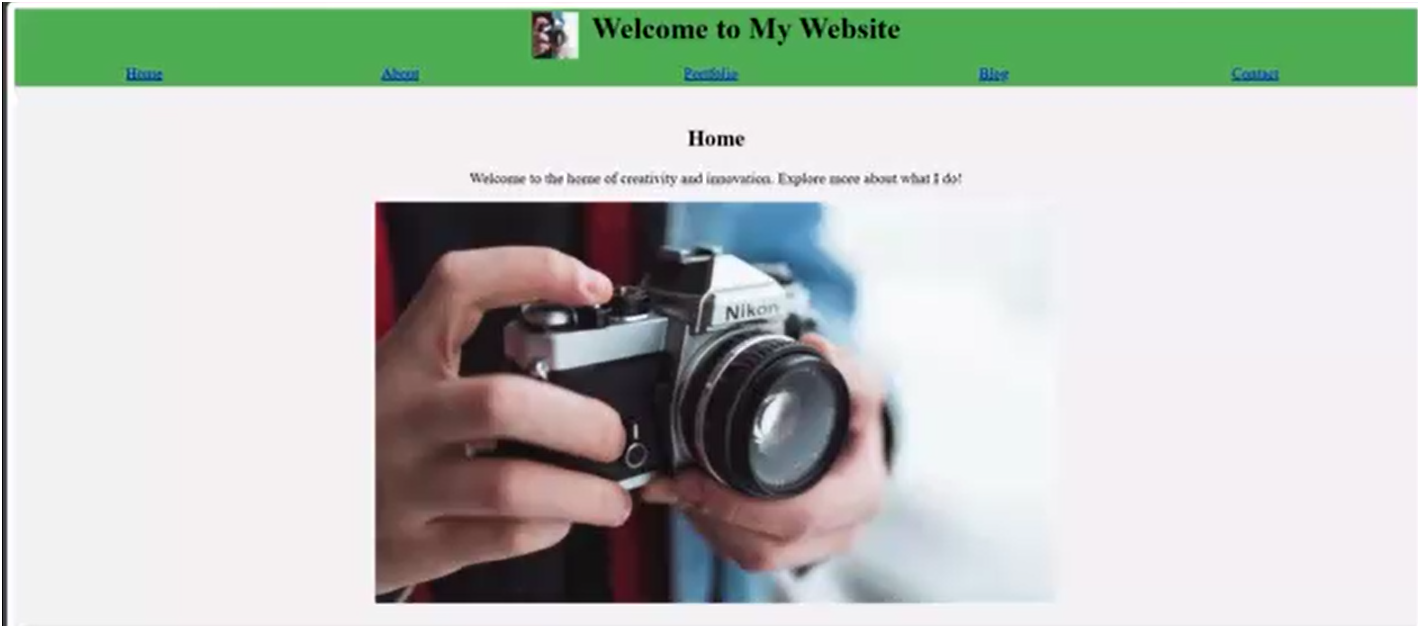 Welcome to My Website
Home About Portfolio Blog Contact
Home
Welcome to the home of creativity and innovation. Explore more about what I do!
Nikon